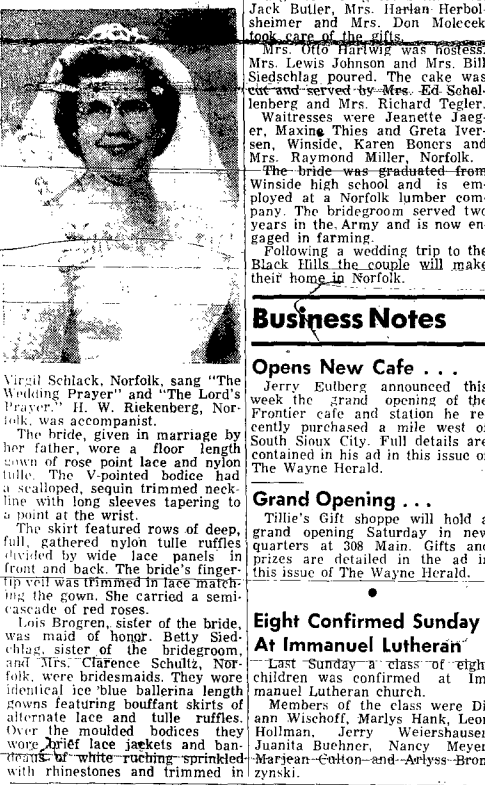 Virgil Schlack, Norfolk, sang "The
Wedding Prayer" and "The Lord's
Prayer." H. W. Riekenberg, Nor-
folk, was accompanist.
The bride, given in marriage by
her father, wore a floor length
gown of rose point lace and nylon
tulle. The V-pointed bodice had
a scalloped, sequin trimmed neck-
line with long sleeves tapering to
a point at the wrist.
The skirt featured rows of deep,
full, gathered nylon tulle ruffles
divided by wide lace panels in
front and back. The bride's finger-
tip veil was trimmed in lace match-
ing the gown. She carried a semi-
cascade of red roses.
Lois Brogren, sister of the bride,
was maid of honor. Betty Sied-
schlag, sister of the bridegroom,
and Mrs. Clarence Schultz, Nor-
folk, were bridesmaids. They wore
identical ice blue ballerina length
gowns featuring bouffant skirts of
alternate lace and tulle ruffles.
Over the moulded bodices they
wore brief lace jackets and ban-
deaus of white ruching sprinkled
with rhinestones and trimmed in
Jack Butler, Mrs. Harlan Herbol-
sheimer and Mrs. Don Molecek
took care of the gifts.
Mrs. Otto Hartwig was hostess.
Mrs. Lewis Johnson and Mrs. Bill
Siedschlag poured. The cake was
cut and served by Mrs. Ed Schel-
lenberg and Mrs. Richard Tegler.
Waitresses were Jeanette Jaeg-
er, Maxine Thies and Greta Iver-
sen, Winside, Karen Boners and
Mrs. Raymond Miller, Norfolk.
The bride was graduated from
Winside high school and is em-
ployed at a Norfolk lumber com-
pany. The bridegroom served two
years in the Army and is now en-
gaged in farming.
Following a wedding trip to the
Black Hills the couple will make
their home in Norfolk.
Business Notes
Opens New Cafe . . .
Jerry Eulberg announced this
week the grand opening of the
Frontier cafe and station he re-
cently purchased a mile west of
South Sioux City. Full details are
contained in his ad in this issue of
The Wayne Herald.
Grand Opening . . .
Tillie's Gift shoppe will hold a
grand opening Saturday in new
quarters at 308 Main. Gifts and
prizes are detailed in the ad in
this issue of The Wayne Herald.
Eight Confirmed Sunday
At Immanuel Lutheran
Last Sunday a class of eight
children was confirmed at Im-
manuel Lutheran church.
Members of the class were Di-
ann Wischoff, Marlys Hank, Leon
Hollman, Jerry Weiershauser
Juanita Buehner, Nancy Meyer
Marjean Culton and Arlyss Bron-
zynski.